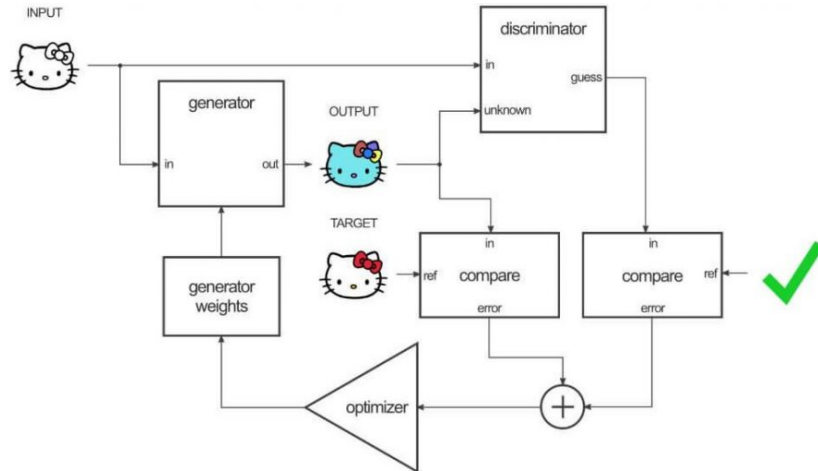 INPUT
discriminator
in
guess
unknown
generator
in
out
OUTPUT
TARGET
in
ref
compare
error
in
compare
ref
error
generator
weights
optimizer
+